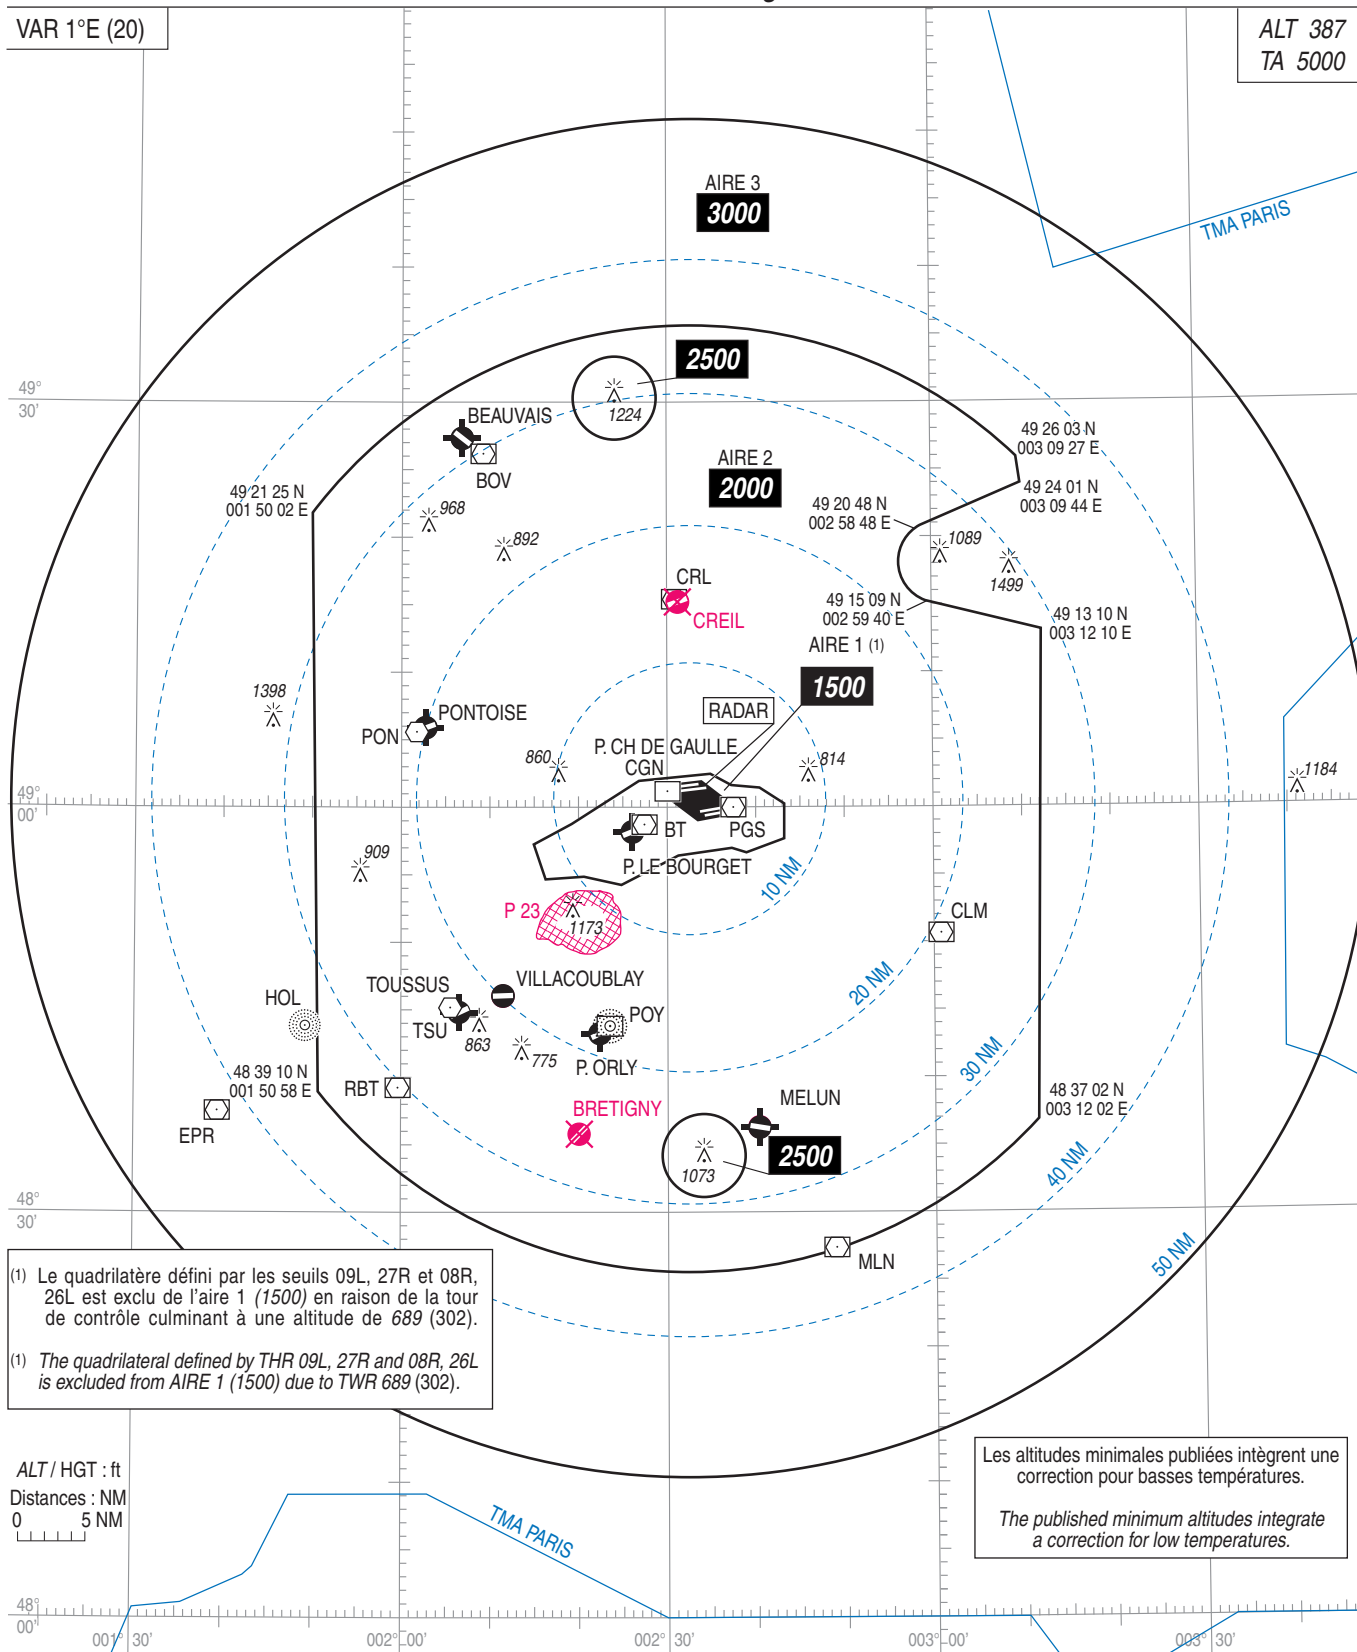 VAR 1°E (20)
ALT 387
TA 5000
AIRE 3
3000
TMA PARIS
2500
1224
49°
30'
BEAUVAIS
BOV
49 26 03 N
003 09 27 E
AIRE 2
2000
49 24 01 N
003 09 44 E
49 21 25 N
001 50 02 E
49 20 48 N
002 58 48 E
968
892
1089
1499
CRL
CREIL
49 15 09 N
002 59 40 E
49 13 10 N
003 12 10 E
AIRE 1 (1)
1500
1398
PONTOISE
PON
RADAR
P. CH DE GAULLE
CGN
860
814
1184
49°
00'
BT
PGS
P. LE BOURGET
909
10 NM
P 23
1173
CLM
VILLACOUBLAY
TOUSSUS
TSU
20 NM
HOL
POY
863
775
P. ORLY
30 NM
48 39 10 N
001 50 58 E
RBT
EPR
BRETIGNY
MELUN
48 37 02 N
003 12 02 E
1073
2500
40 NM
48°
30'
MLN
50 NM
(1) Le quadrilatère défini par les seuils 09L, 27R et 08R,
26L est exclu de l'aire 1 (1500) en raison de la tour
de contrôle culminant à une altitude de 689 (302).
(1) The quadrilateral defined by THR 09L, 27R and 08R, 26L
is excluded from AIRE 1 (1500) due to TWR 689 (302).
ALT / HGT : ft
Distances : NM
0 5 NM
Les altitudes minimales publiées intègrent une
correction pour basses températures.
The published minimum altitudes integrate
a correction for low temperatures.
TMA PARIS
48°
00'
001° 30'
002° 00'
002° 30'
003° 00'
003° 30'